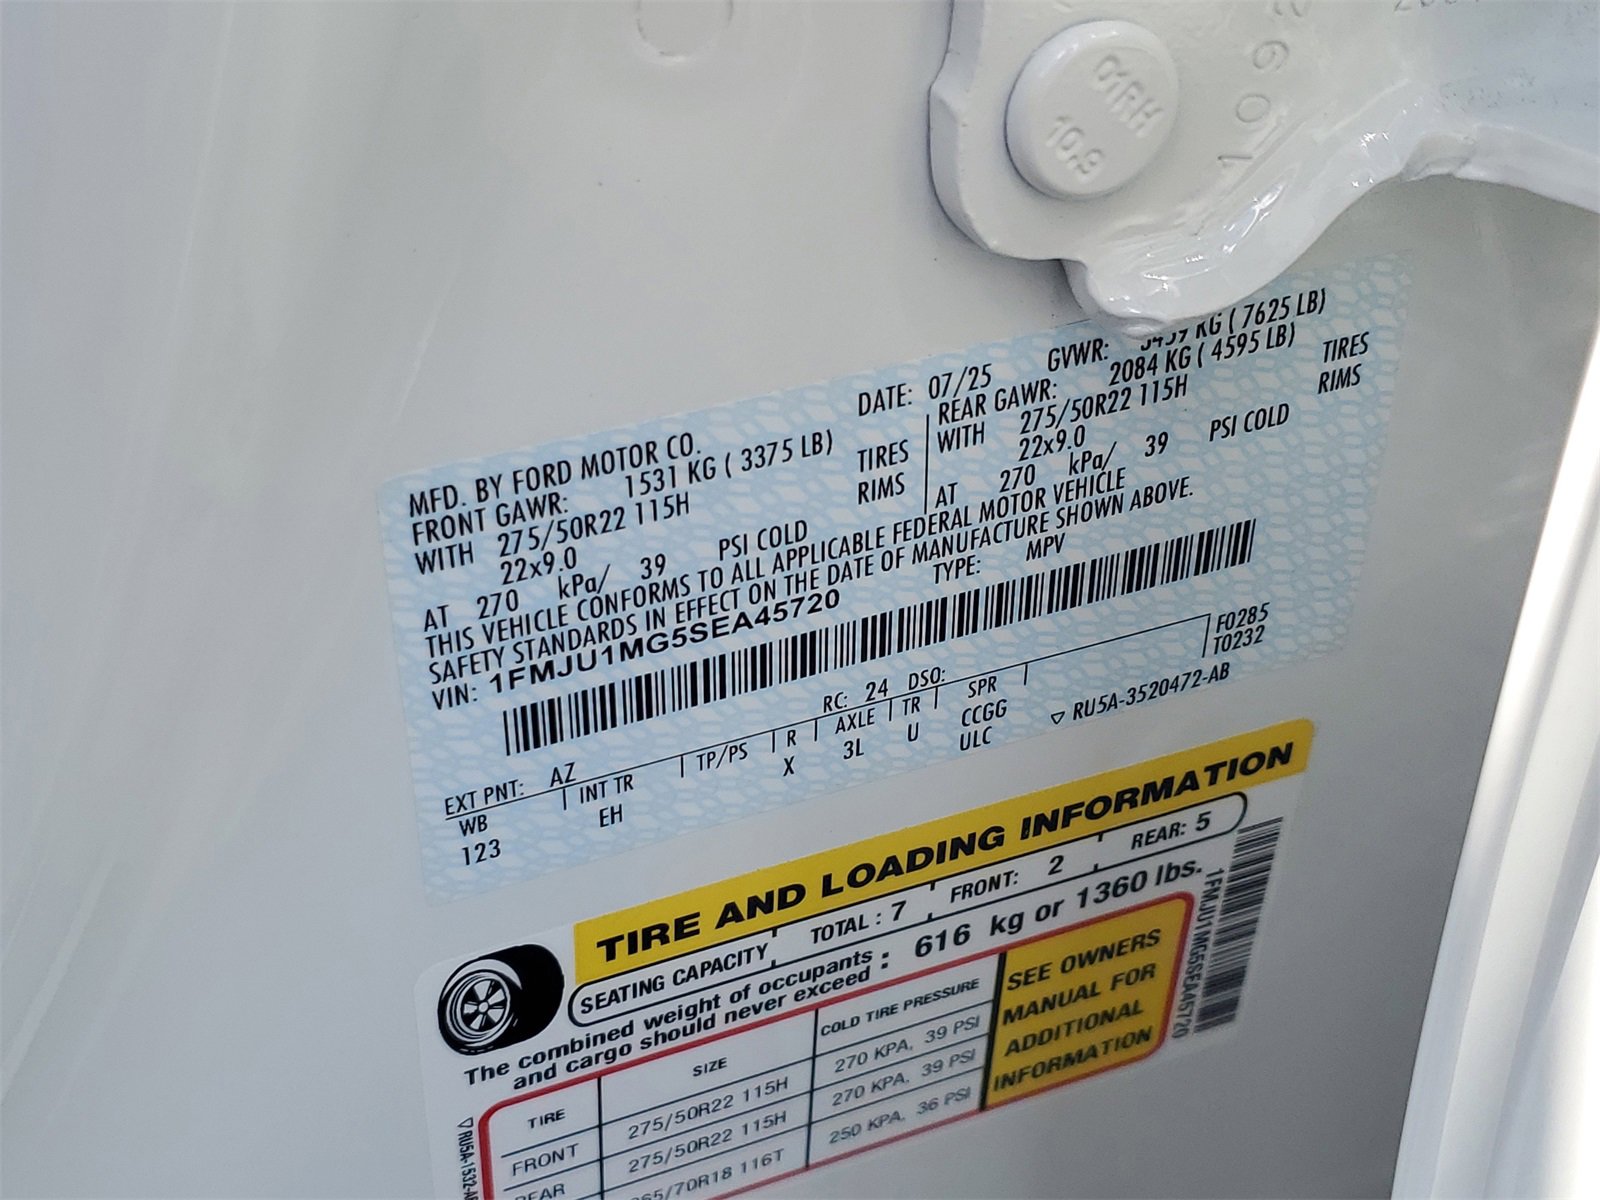 01RH
10.9
DATE: 07/25 GVWR: KG ( 7625 LB)
MFD. BY FORD MOTOR CO.
FRONT GAWR: 1531 KG ( 3375 LB)
REAR GAWR: 2084 KG ( 4595 LB)
WITH 275/50R22 115H TIRES
WITH 275/50R22 115H TIRES
22x9.0 RIMS
22x9.0 RIMS
AT 270 kPa/ 39 PSI COLD
AT 270 kPa/ 39 PSI COLD
THIS VEHICLE CONFORMS TO ALL APPLICABLE FEDERAL MOTOR VEHICLE
SAFETY STANDARDS IN EFFECT ON THE DATE OF MANUFACTURE SHOWN ABOVE.
VIN: 1FMJU1MG5SEA45720
TYPE: MPV
F0285
T0232
EXT PNT: AZ RC: 24 DSO:
WB INT TR TP/PS R AXLE TR SPR
123 EH X 3L U CCGG
ULC
▽ RU5A-3520472-AB
TIRE AND LOADING INFORMATION
SEATING CAPACITY TOTAL : 7 FRONT: 2 REAR: 5
The combined weight of occupants
and cargo should never exceed : 616 kg or 1360 lbs.
TIRE SIZE COLD TIRE PRESSURE
FRONT 275/50R22 115H 270 KPA, 39 PSI
REAR 275/50R22 115H 270 KPA, 39 PSI
265/70R18 116T 250 KPA, 36 PSI
SEE OWNERS
MANUAL FOR
ADDITIONAL
INFORMATION
1FMJU1MG5SEA45720